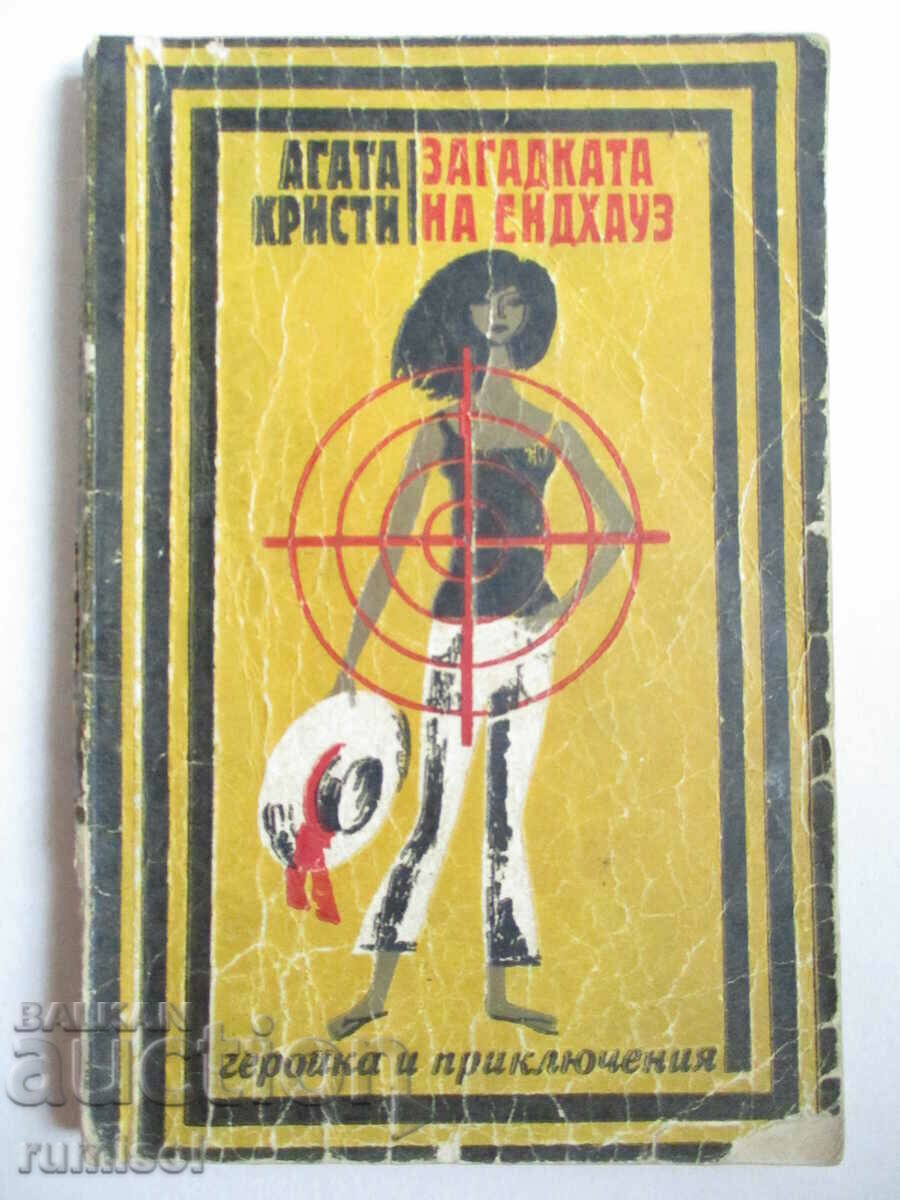 АГАТА
КРИСТИ
ЗАГАДКАТА
НА ЕНДХАУЗ
героика и приключения
BALKAN
auction
rumisol